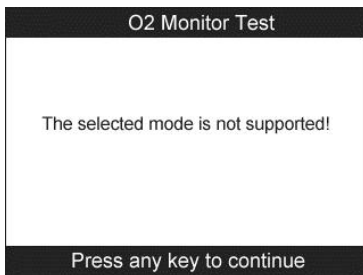 O2 Monitor Test
The selected mode is not supported!
Press any key to continue